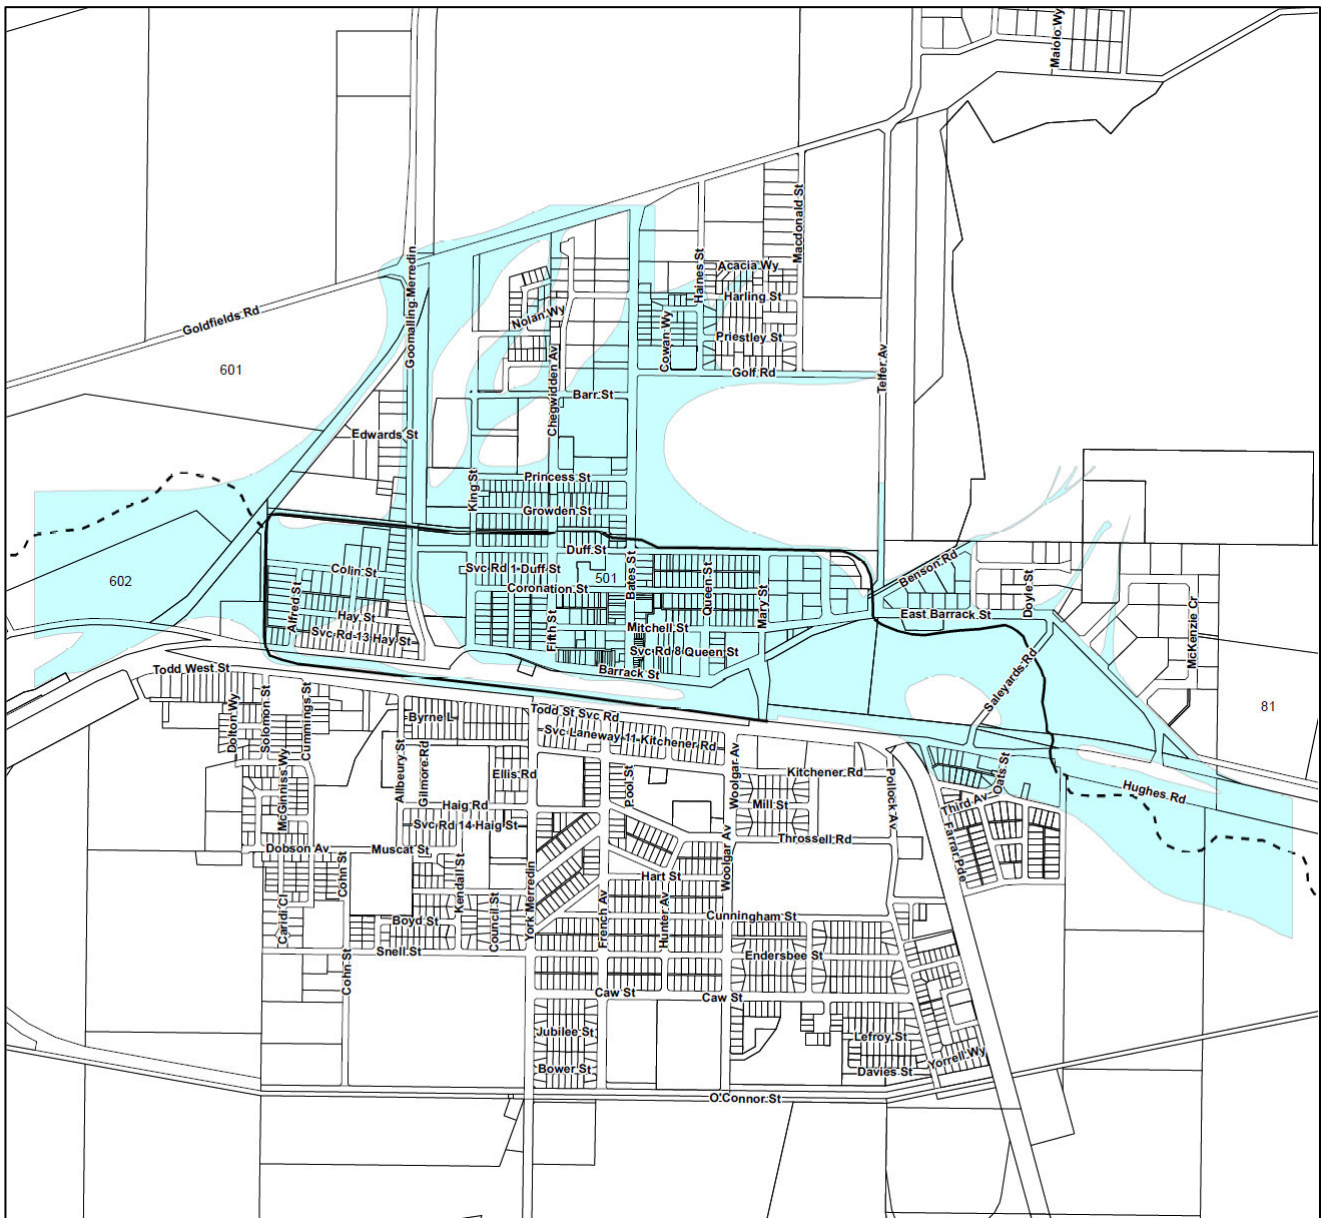 Maiolo Wy
Macdonald St
Haines St
Acacia Wy
Harling St
Goomalling-Merredin
Goldfields Rd
Nolan Wy
Cowan Wy
Priestley St
601
Chegwidden Av
Golf Rd
Telfer Av
Barr St
Edwards St
King St
Princess St
Growden St
Duff St
Benson Rd
Colin St
Svc Rd 1-Duff St
501
Bates St
Queen St
602
Alfred St
Coronation St
Mary St
Doyle St
East Barrack St
McKenzie Cr
Hay St
Fifth St
Mitchell St
Svc Rd-13 Hay St
Svc Rd 8 Queen St
Todd West St
Barrack St
Saleyards Rd
Dolton Wy
Solomon St
Cummings St
Byrne L
Todd St Svc Rd
81
Svc Laneway 11-Kitchener Rd
McGinniss Wy
Allbeury St
Gilmore Rd
Ellis Rd
Pool St
Woolgar Av
Kitchener Rd
Pollock Av
Oats St
Hughes Rd
Haig Rd
Mill St
Third Av
Svc Rd 14 Haig St
Throssell Rd
Farrar Pde
Dobson Av
Muscat St
Cohn St
Kendall St
York Merredin
Hart St
Woolgar Av
Caridi Cl
Boyd St
Council St
French Av
Hunter Av
Cunningham St
Snell St
Endersbee St
Cohn St
Caw St
Caw St
Jubilee St
Lefroy St
Yorrell Wy
Bower St
Davies St
O'Connor St